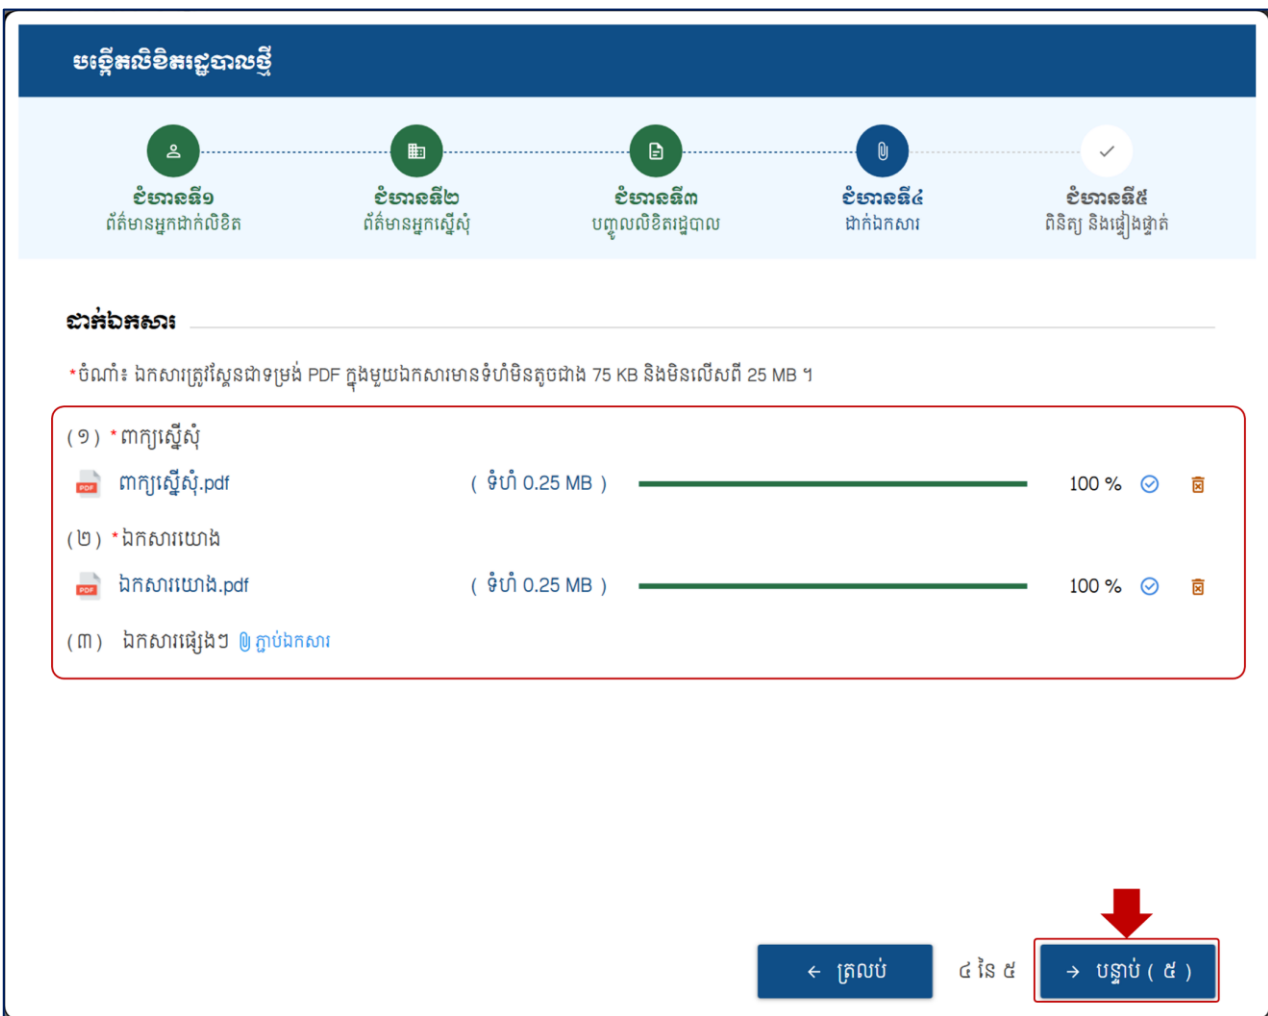 បង្កើតលិខិតរដ្ឋបាលថ្មី
ជំហានទី១ ជំហានទី២ ជំហានទី៣ ជំហានទី៤ ជំហានទី៥
ព័ត៌មានអ្នកដាក់លិខិត ព័ត៌មានអ្នកស្នើសុំ បញ្ចូលលិខិតរដ្ឋបាល ដាក់ឯកសារ ពិនិត្យ និងផ្ទៀងផ្ទាត់
ដាក់ឯកសារ
*ចំណាំ៖ ឯកសារត្រូវស្កែនជាទម្រង់ PDF ក្នុងមួយឯកសារមានទំហំមិនតូចជាង 75 KB និងមិនលើសពី 25 MB ។
(១) *ពាក្យស្នើសុំ
PDF ពាក្យស្នើសុំ.pdf ( ទំហំ 0.25 MB ) 100 %
(២) *ឯកសារយោង
PDF ឯកសារយោង.pdf ( ទំហំ 0.25 MB ) 100 %
(៣) ឯកសារផ្សេងៗ ភ្ជាប់ឯកសារ
← ត្រលប់ ៤ នៃ ៥ → បន្ទាប់ ( ៥ )